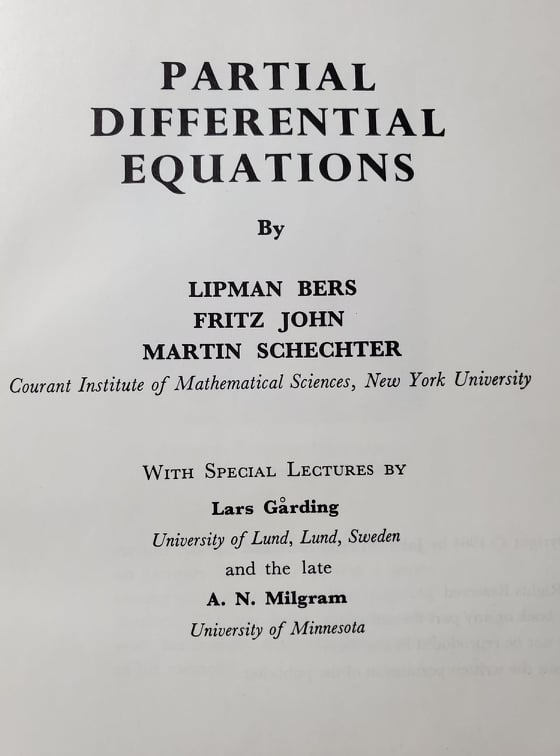 PARTIAL
DIFFERENTIAL
EQUATIONS
By
LIPMAN BERS
FRITZ JOHN
MARTIN SCHECHTER
Courant Institute of Mathematical Sciences, New York University
WITH SPECIAL LECTURES BY
Lars Gårding
University of Lund, Lund, Sweden
and the late
A. N. Milgram
University of Minnesota